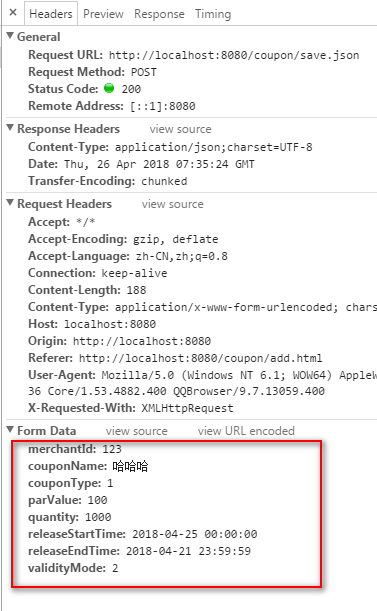 × Headers Preview Response Timing
▼ General
Request URL: http://localhost:8080/coupon/save.json
Request Method: POST
Status Code: 200
Remote Address: [::1]:8080
▼ Response Headers view source
Content-Type: application/json;charset=UTF-8
Date: Thu, 26 Apr 2018 07:35:24 GMT
Transfer-Encoding: chunked
▼ Request Headers view source
Accept: */*
Accept-Encoding: gzip, deflate
Accept-Language: zh-CN,zh;q=0.8
Connection: keep-alive
Content-Length: 188
Content-Type: application/x-www-form-urlencoded; chars
Host: localhost:8080
Origin: http://localhost:8080
Referer: http://localhost:8080/coupon/add.html
User-Agent: Mozilla/5.0 (Windows NT 6.1; WOW64) AppleW
36 Core/1.53.4882.400 QQBrowser/9.7.13059.400
X-Requested-With: XMLHttpRequest
▼ Form Data view source view URL encoded
merchantId: 123
couponName: 哈哈哈
couponType: 1
parValue: 100
quantity: 1000
releaseStartTime: 2018-04-25 00:00:00
releaseEndTime: 2018-04-21 23:59:59
validityMode: 2